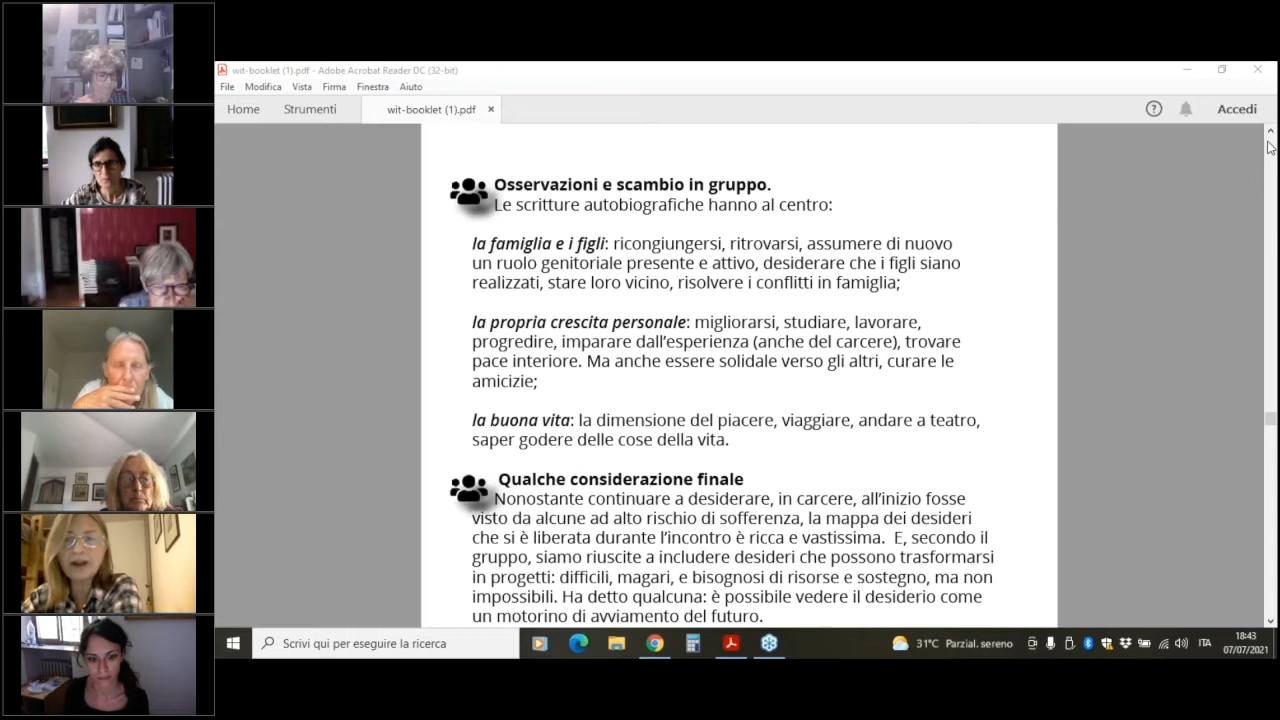 wit-booklet (1).pdf - Adobe Acrobat Reader DC (32-bit)
File Modifica Vista Firma Finestra Aiuto
Home Strumenti wit-booklet (1).pdf × Accedi
Osservazioni e scambio in gruppo.
Le scritture autobiografiche hanno al centro:
la famiglia e i figli: ricongiungersi, ritrovarsi, assumere di nuovo
un ruolo genitoriale presente e attivo, desiderare che i figli siano
realizzati, stare loro vicino, risolvere i conflitti in famiglia;
la propria crescita personale: migliorarsi, studiare, lavorare,
progredire, imparare dall'esperienza (anche del carcere), trovare
pace interiore. Ma anche essere solidale verso gli altri, curare le
amicizie;
la buona vita: la dimensione del piacere, viaggiare, andare a teatro,
saper godere delle cose della vita.
Qualche considerazione finale
Nonostante continuare a desiderare, in carcere, all'inizio fosse
visto da alcune ad alto rischio di sofferenza, la mappa dei desideri
che si è liberata durante l'incontro è ricca e vastissima. E, secondo il
gruppo, siamo riuscite a includere desideri che possono trasformarsi
in progetti: difficili, magari, e bisognosi di risorse e sostegno, ma non
impossibili. Ha detto qualcuna: è possibile vedere il desiderio come
un motorino di avviamento del futuro.
Scrivi qui per eseguire la ricerca
31°C Parzial. sereno
ITA
18:43
07/07/2021